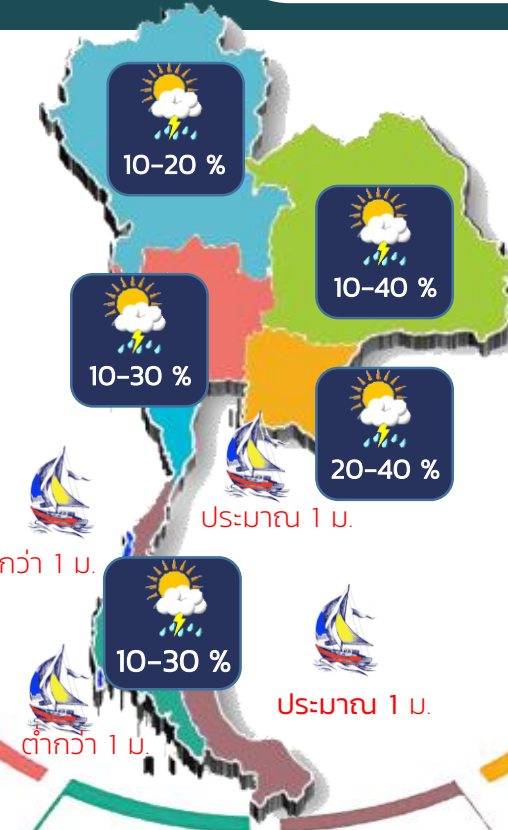 10-20 %
10-40 %
10-30 %
20-40 %
ประมาณ 1 ม.
กว่า 1 ม.
10-30 %
ประมาณ 1 ม.
ต่ำกว่า 1 ม.